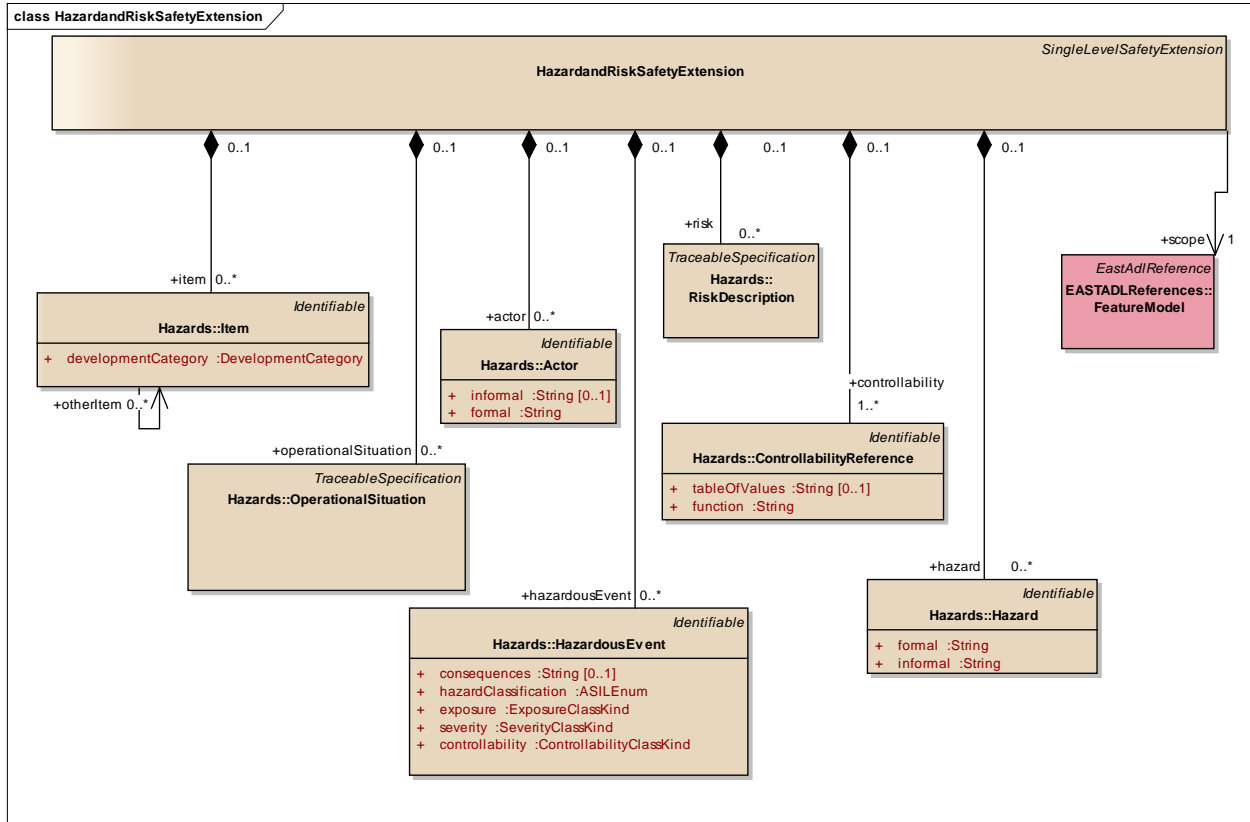 class HazardandRiskSafetyExtension
SingleLevelSafetyExtension
HazardandRiskSafetyExtension
0..1
0..1
0..1
0..1
0..1
0..1
0..1
+risk
0..*
+scope
1
TraceableSpecification
Hazards::
RiskDescription
EastAdlReference
EASTADLReferences::
FeatureModel
+item
0..*
Identifiable
Hazards::Item
+ developmentCategory :DevelopmentCategory
+otherItem 0..*
+actor
0..*
Identifiable
Hazards::Actor
+ informal :String [0..1]
+ formal :String
+controllability
1..*
Identifiable
Hazards::ControllabilityReference
+ tableOfValues :String [0..1]
+ function :String
+operationalSituation
0..*
TraceableSpecification
Hazards::OperationalSituation
+hazard
0..*
Identifiable
Hazards::Hazard
+ formal :String
+ informal :String
+hazardousEvent
0..*
Identifiable
Hazards::HazardousEvent
+ consequences :String [0..1]
+ hazardClassification :ASILEnum
+ exposure :ExposureClassKind
+ severity :SeverityClassKind
+ controllability :ControllabilityClassKind